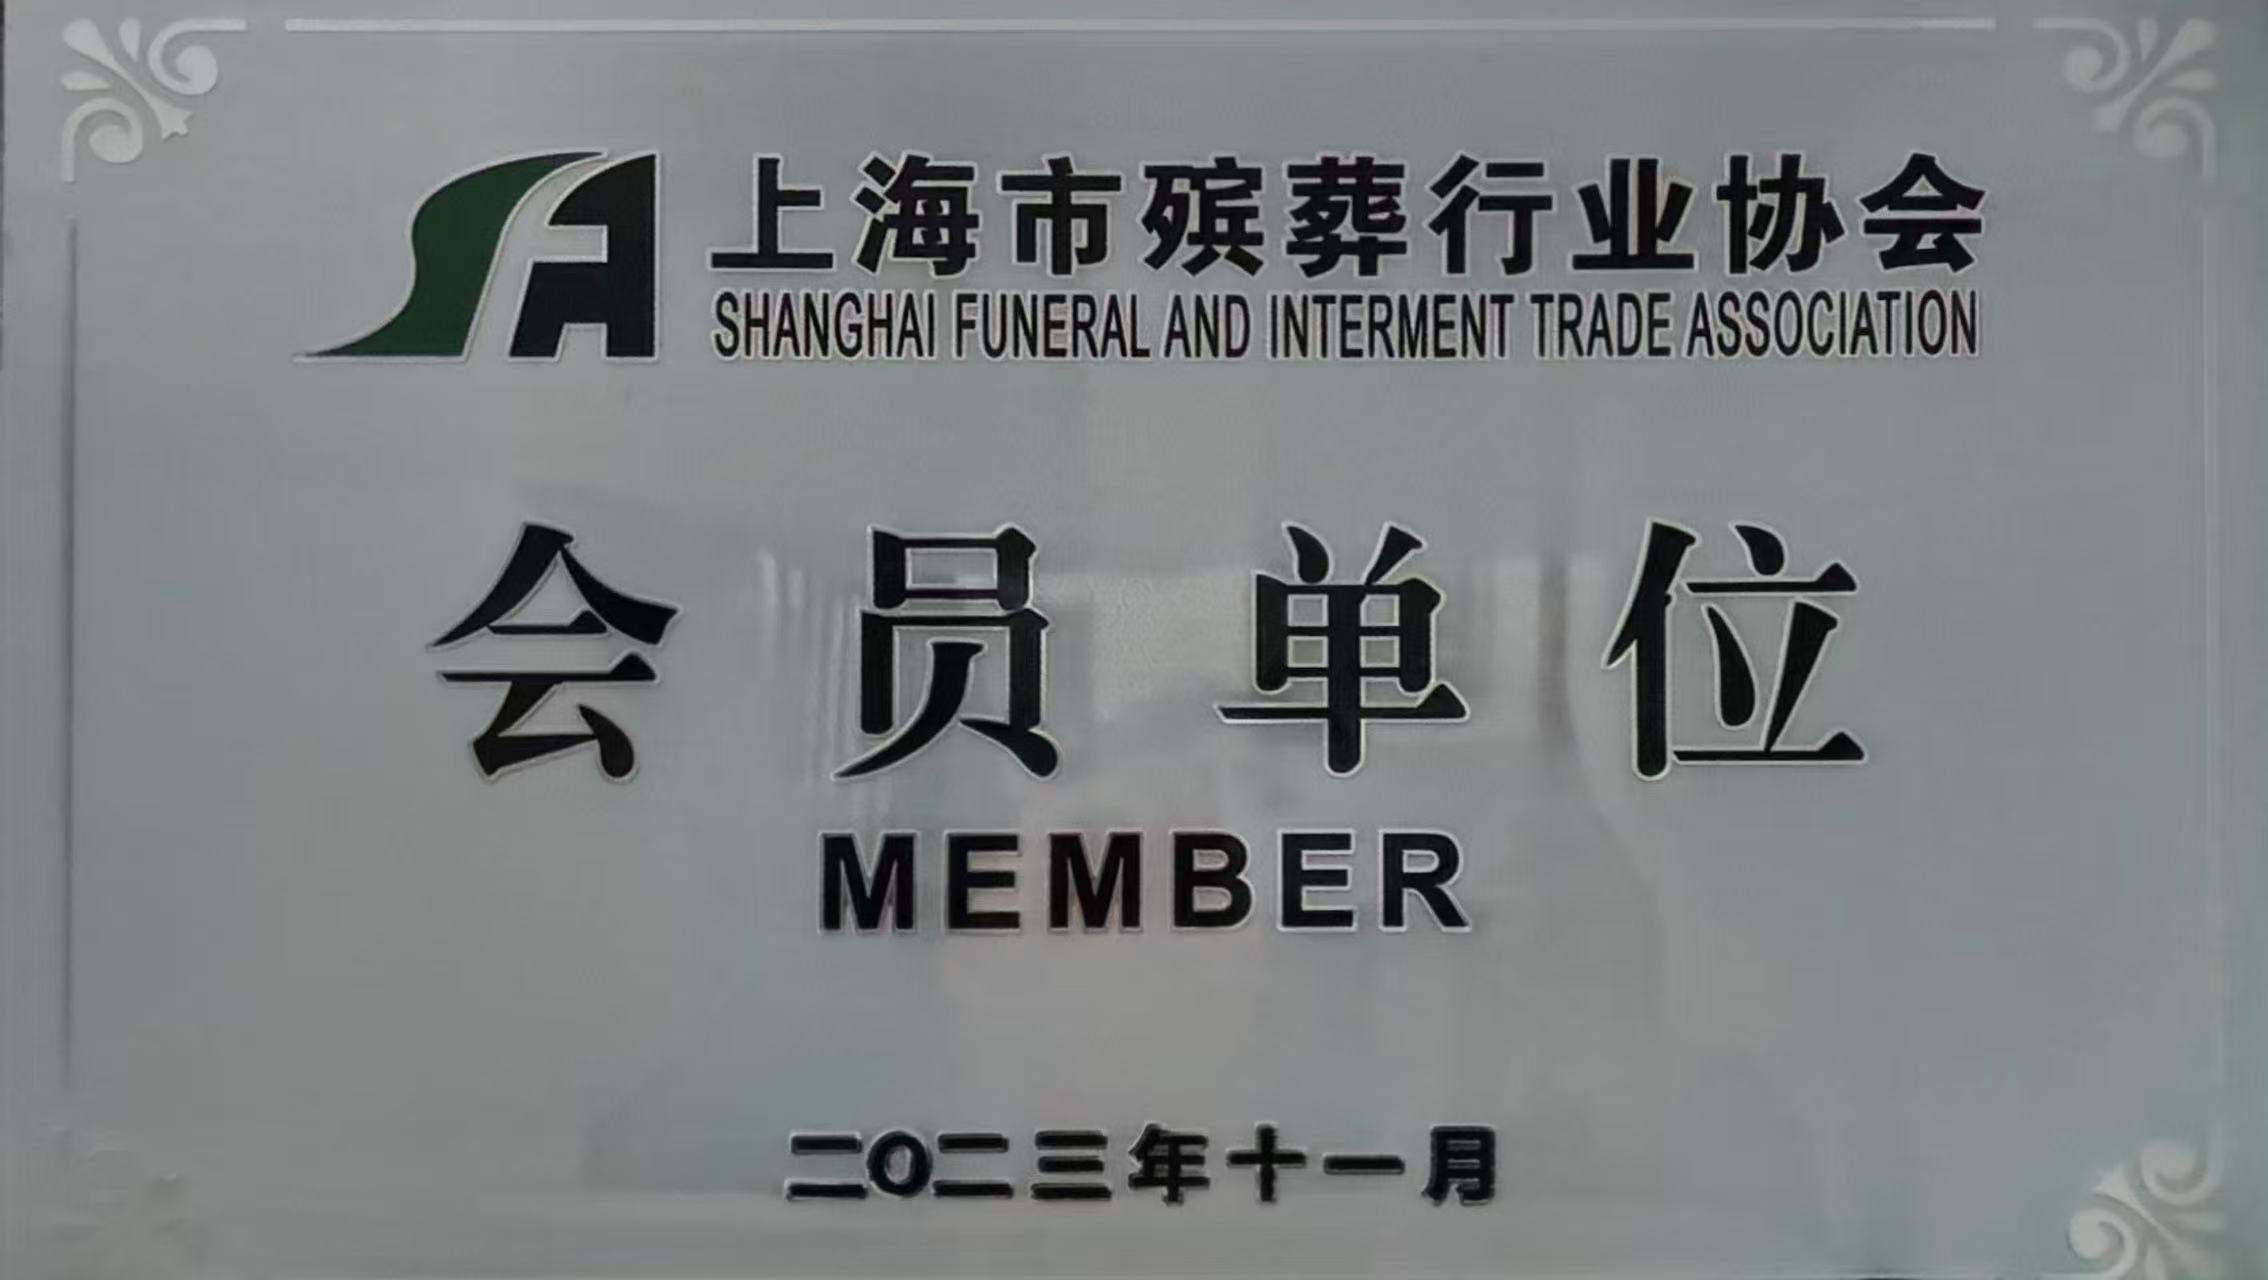 上海市殡葬行业协会
SHANGHAI FUNERAL AND INTERMENT TRADE ASSOCIATION
会员单位
MEMBER
二〇二三年十一月